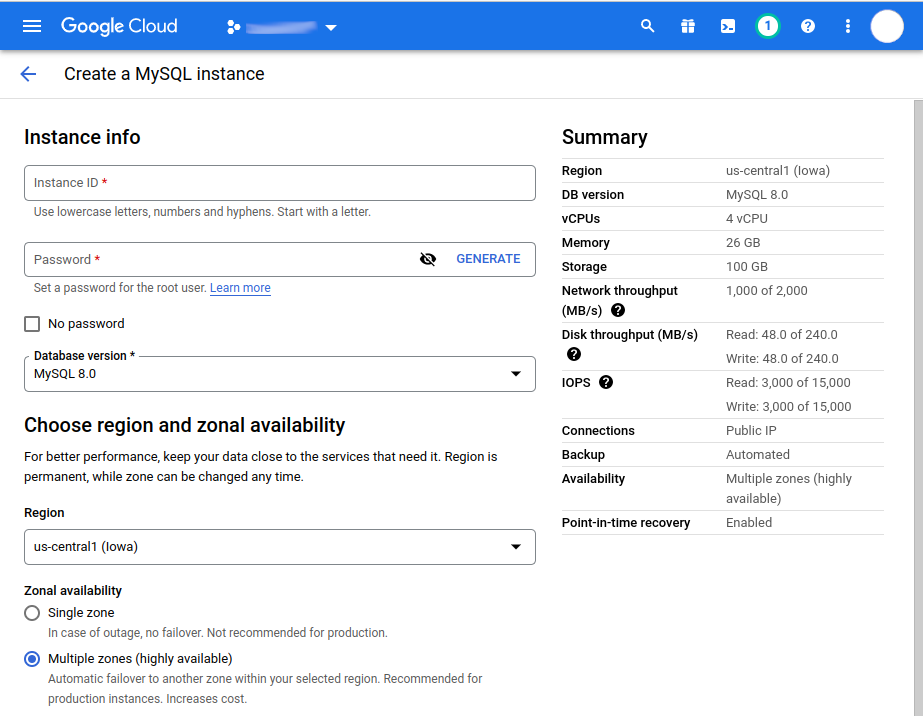 Google Cloud
1
Create a MySQL instance
Instance info
Instance ID *
Use lowercase letters, numbers and hyphens. Start with a letter.
Password *
GENERATE
Set a password for the root user. Learn more
No password
Database version *
MySQL 8.0
Choose region and zonal availability
For better performance, keep your data close to the services that need it. Region is
permanent, while zone can be changed any time.
Region
us-central1 (Iowa)
Zonal availability
Single zone
In case of outage, no failover. Not recommended for production.
Multiple zones (highly available)
Automatic failover to another zone within your selected region. Recommended for
production instances. Increases cost.
Summary
Region us-central1 (Iowa)
DB version MySQL 8.0
vCPUs 4 vCPU
Memory 26 GB
Storage 100 GB
Network throughput 1,000 of 2,000
(MB/s) ?
Disk throughput (MB/s) Read: 48.0 of 240.0
? Write: 48.0 of 240.0
IOPS ? Read: 3,000 of 15,000
Write: 3,000 of 15,000
Connections Public IP
Backup Automated
Availability Multiple zones (highly
available)
Point-in-time recovery Enabled